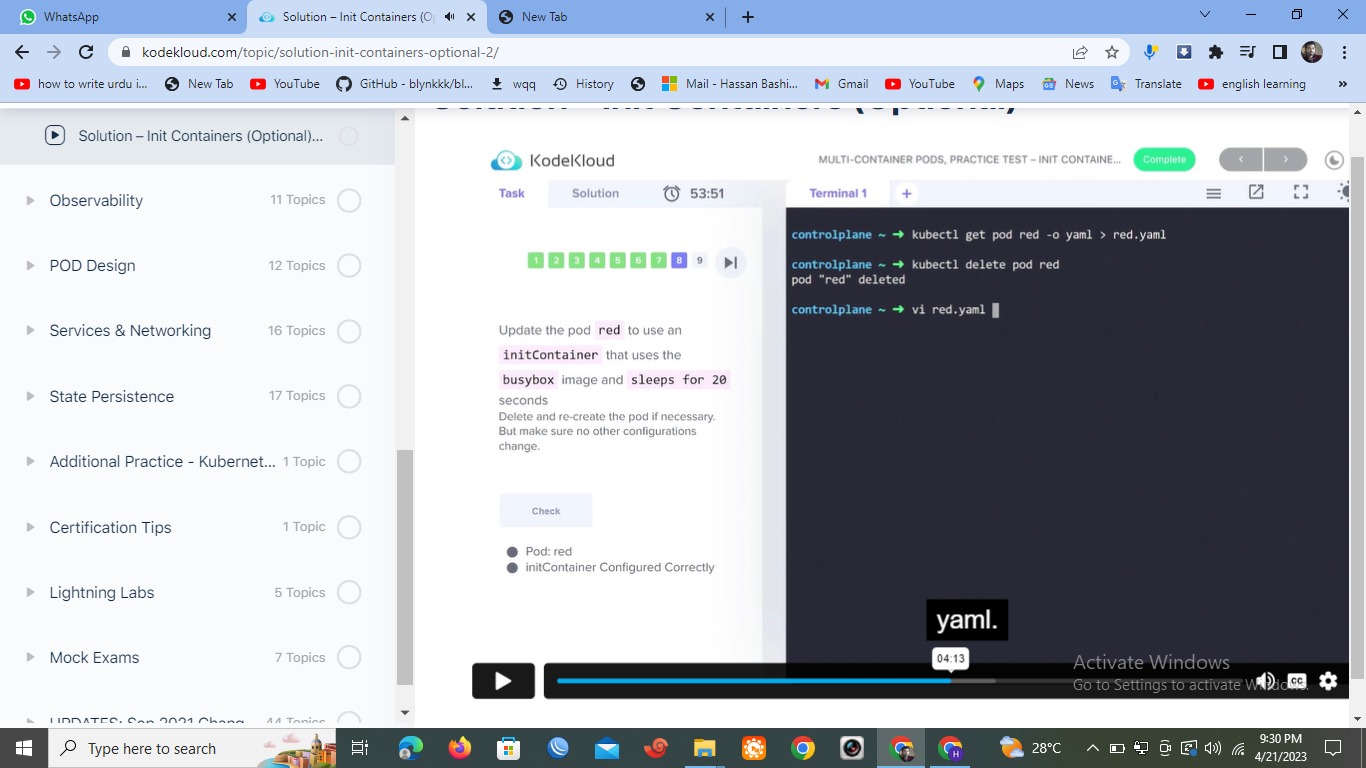 WhatsApp
Solution – Init Containers (O
New Tab
kodekloud.com/topic/solution-init-containers-optional-2/
how to write urdu i...
New Tab
YouTube
GitHub - blynkkk/bl...
wqq
History
Mail - Hassan Bashi...
Gmail
YouTube
Maps
News
Translate
english learning
»
Solution – Init Containers (Optional)
Solution – Init Containers (Optional)...
Observability
11 Topics
POD Design
12 Topics
Services & Networking
16 Topics
State Persistence
17 Topics
Additional Practice - Kubernet...
1 Topic
Certification Tips
1 Topic
Lightning Labs
5 Topics
Mock Exams
7 Topics
UPDATES: Sep 2021 Chang
44 Topics
KodeKloud
MULTI-CONTAINER PODS, PRACTICE TEST – INIT CONTAINE...
Complete
Task
Solution
53:51
Terminal 1
+
1 2 3 4 5 6 7 8 9
Update the pod red to use an
initContainer that uses the
busybox image and sleeps for 20
seconds
Delete and re-create the pod if necessary.
But make sure no other configurations
change.
Check
Pod: red
initContainer Configured Correctly
controlplane ~ ➜ kubectl get pod red -o yaml > red.yaml
controlplane ~ ➜ kubectl delete pod red
pod "red" deleted
controlplane ~ ➜ vi red.yaml
yaml.
04:13
CC
Activate Windows
Go to Settings to activate Windows.
Type here to search
28°C
9:30 PM
4/21/2023